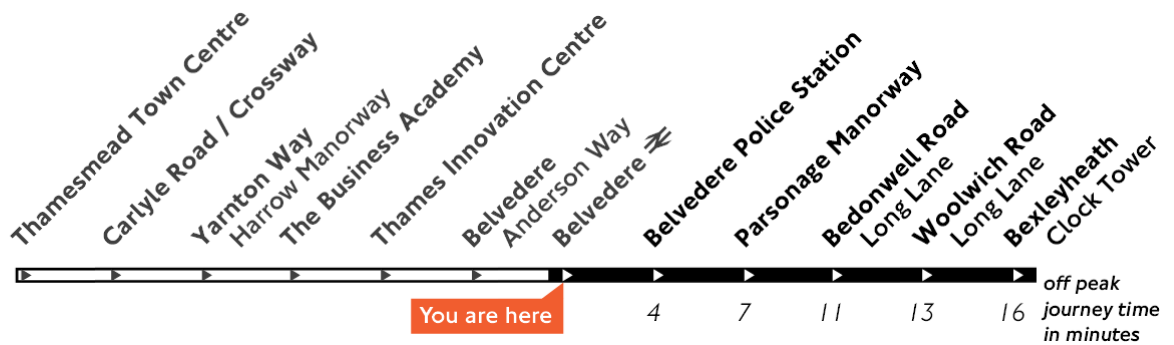 Thamesmead Town Centre
Carlyle Road / Crossway
Yarnton Way
Harrow Manorway
The Business Academy
Thames Innovation Centre
Belvedere
Anderson Way
Belvedere
Belvedere Police Station
Parsonage Manorway
Bedonwell Road
Long Lane
Woolwich Road
Long Lane
Bexleyheath
Clock Tower
You are here
4 7 11 13 16
off peak
journey time
in minutes